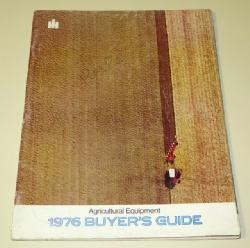 Agricultural Equipment
1976 BUYER'S GUIDE